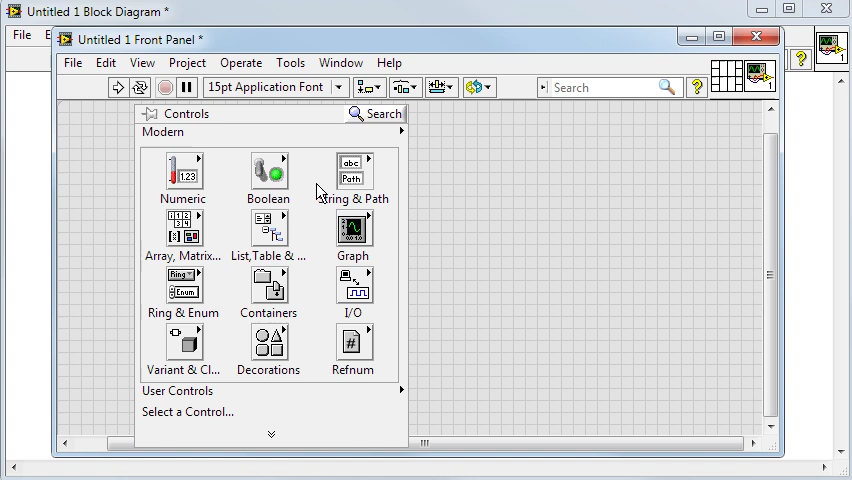 Untitled 1 Block Diagram *
File
Untitled 1 Front Panel *
File Edit View Project Operate Tools Window Help
15pt Application Font
Search
?
?
Controls
Search
Modern
1.23
abc
Path
Numeric Boolean String & Path
Array, Matrix... List,Table & ... Graph
Ring
Enum
Ring & Enum Containers I/O
#
Variant & Cl... Decorations Refnum
User Controls
Select a Control...